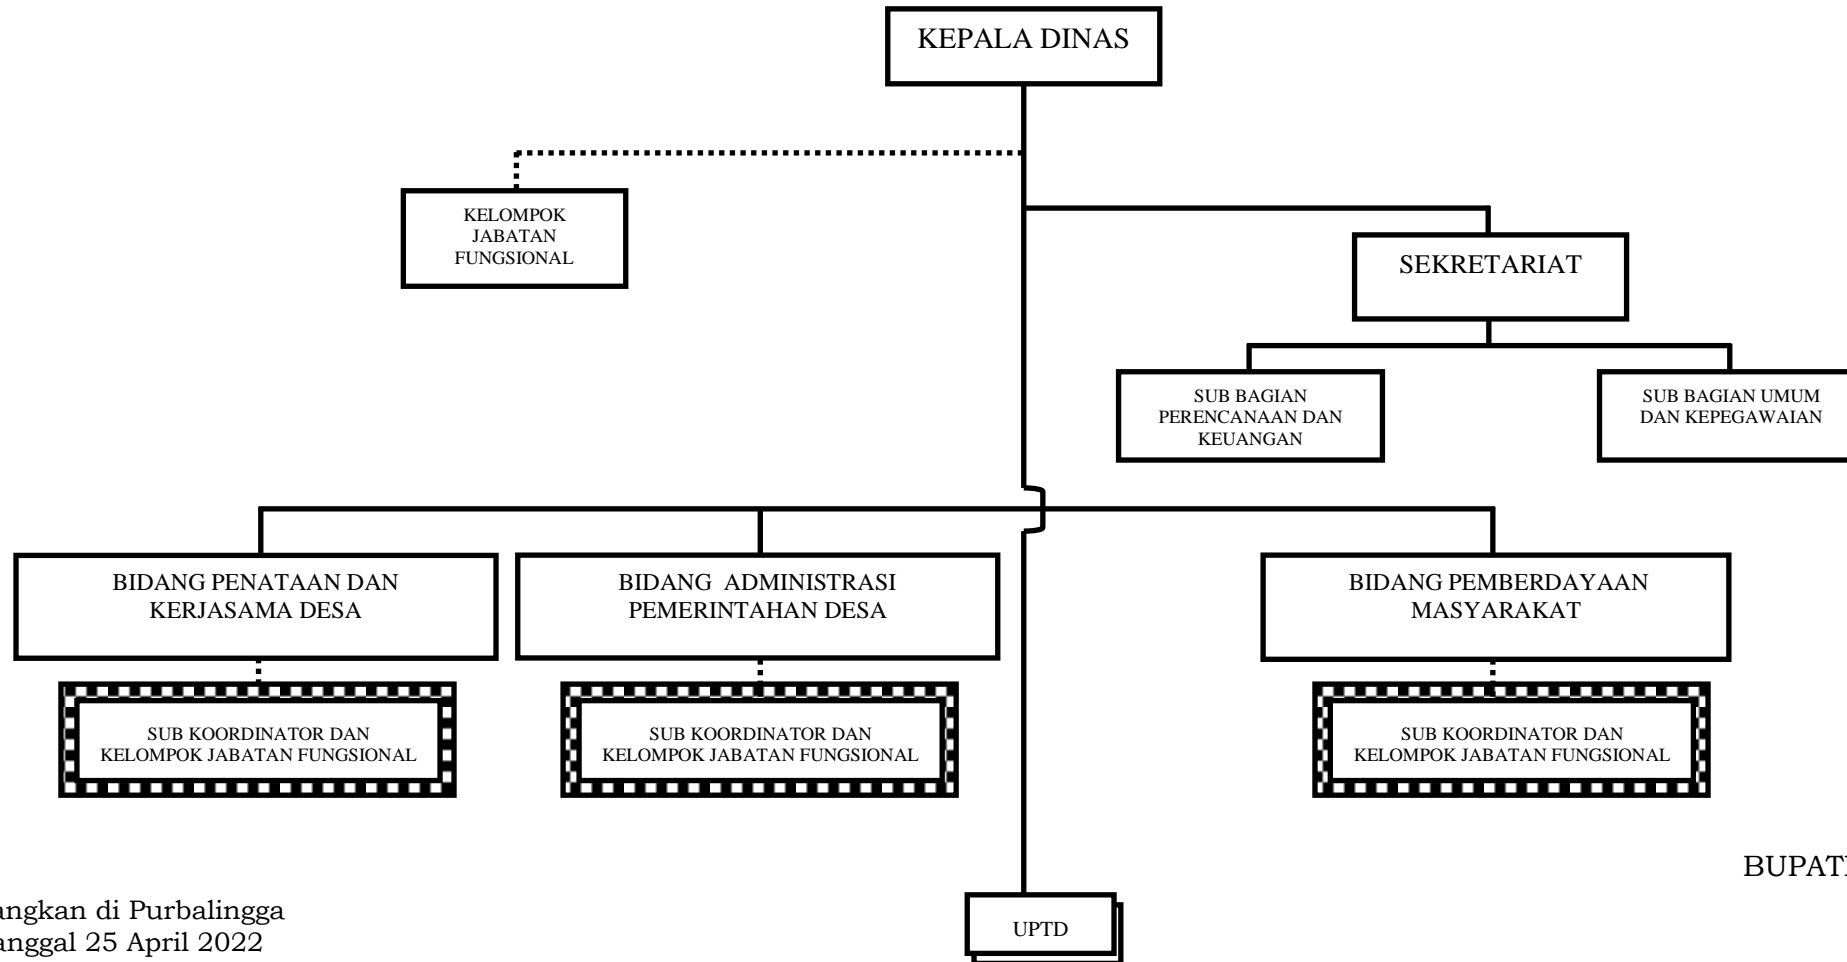 KEPALA DINAS
KELOMPOK
JABATAN
FUNGSIONAL
SEKRETARIAT
SUB BAGIAN
PERENCANAAN DAN
KEUANGAN
SUB BAGIAN UMUM
DAN KEPEGAWAIAN
BIDANG PENATAAN DAN
KERJASAMA DESA
BIDANG ADMINISTRASI
PEMERINTAHAN DESA
BIDANG PEMBERDAYAAN
MASYARAKAT
SUB KOORDINATOR DAN
KELOMPOK JABATAN FUNGSIONAL
SUB KOORDINATOR DAN
KELOMPOK JABATAN FUNGSIONAL
SUB KOORDINATOR DAN
KELOMPOK JABATAN FUNGSIONAL
BUPATI
angkan di Purbalingga
anggal 25 April 2022
UPTD